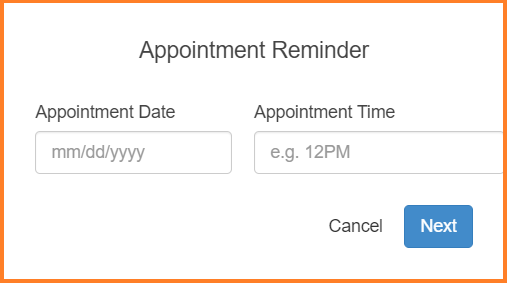 Appointment Reminder
Appointment Date Appointment Time
mm/dd/yyyy e.g. 12PM
Cancel Next